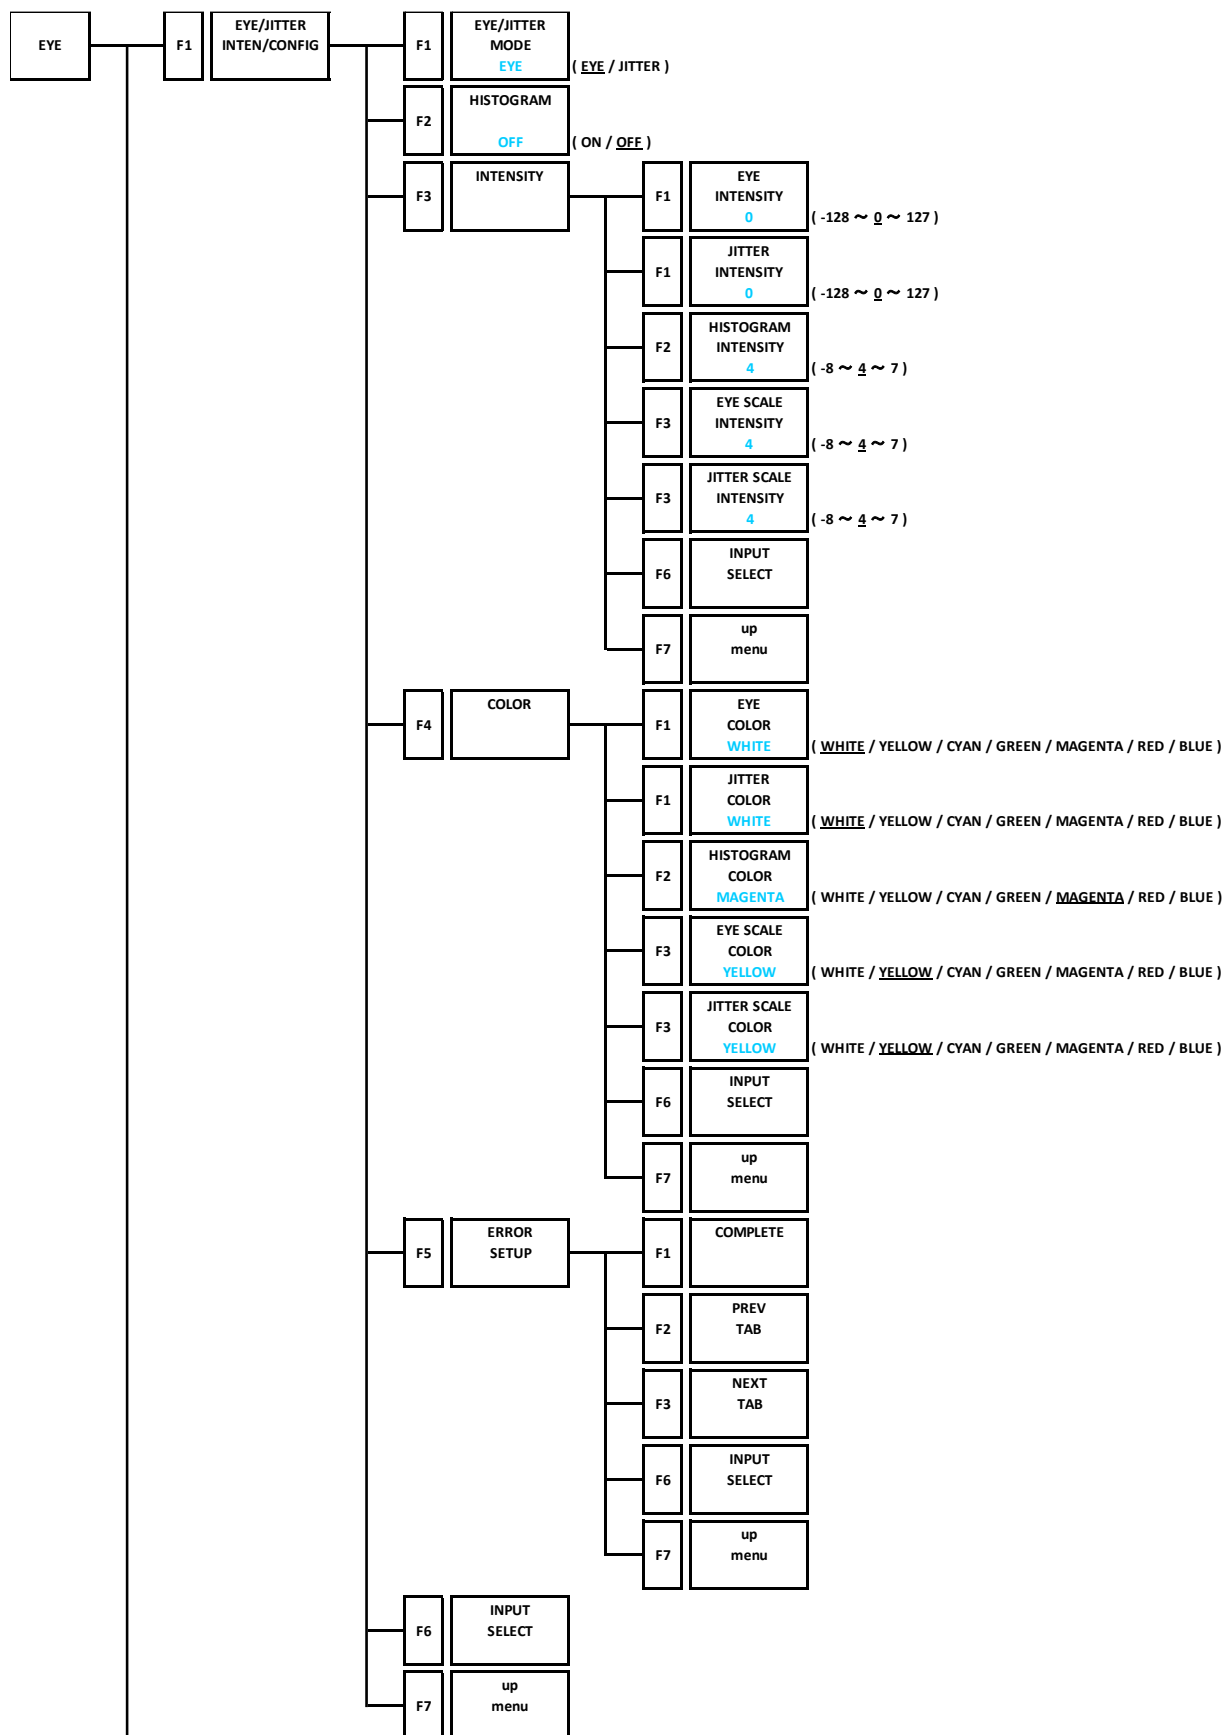 EYE
F1
EYE/JITTER
INTEN/CONFIG
F1
EYE/JITTER
MODE
EYE
( EYE / JITTER )
F2
HISTOGRAM
OFF
( ON / OFF )
F3
INTENSITY
F1
EYE
INTENSITY
0
( -128 ～ 0 ～ 127 )
F1
JITTER
INTENSITY
0
( -128 ～ 0 ～ 127 )
F2
HISTOGRAM
INTENSITY
4
( -8 ～ 4 ～ 7 )
F3
EYE SCALE
INTENSITY
4
( -8 ～ 4 ～ 7 )
F3
JITTER SCALE
INTENSITY
4
( -8 ～ 4 ～ 7 )
F6
INPUT
SELECT
F7
up
menu
F4
COLOR
F1
EYE
COLOR
WHITE
( WHITE / YELLOW / CYAN / GREEN / MAGENTA / RED / BLUE )
F1
JITTER
COLOR
WHITE
( WHITE / YELLOW / CYAN / GREEN / MAGENTA / RED / BLUE )
F2
HISTOGRAM
COLOR
MAGENTA
( WHITE / YELLOW / CYAN / GREEN / MAGENTA / RED / BLUE )
F3
EYE SCALE
COLOR
YELLOW
( WHITE / YELLOW / CYAN / GREEN / MAGENTA / RED / BLUE )
F3
JITTER SCALE
COLOR
YELLOW
( WHITE / YELLOW / CYAN / GREEN / MAGENTA / RED / BLUE )
F6
INPUT
SELECT
F7
up
menu
F5
ERROR
SETUP
F1
COMPLETE
F2
PREV
TAB
F3
NEXT
TAB
F6
INPUT
SELECT
F7
up
menu
F6
INPUT
SELECT
F7
up
menu